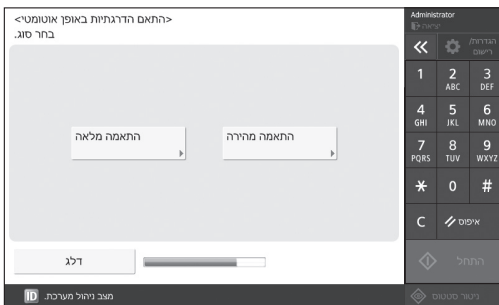 <התאם הדרגתיות באופן אוטומטי>
בחר סוג.
התאמה מלאה
התאמה מהירה
דלג
מצב ניהול מערכת.
Administrator
יציאה
הגדרות/
רישום
1
2 ABC
3 DEF
4 GHI
5 JKL
6 MNO
7 PQRS
8 TUV
9 WXYZ
*
0
#
C
איפוס
התחל
ניטור סטטוס